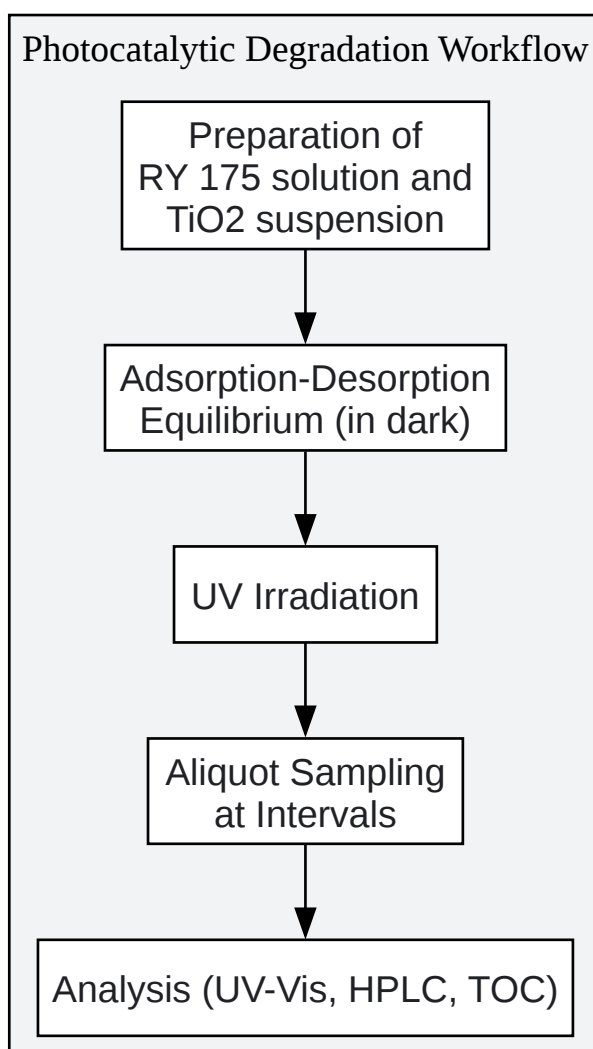 Photocatalytic Degradation Workflow
Preparation of
RY 175 solution and
TiO2 suspension
Adsorption-Desorption
Equilibrium (in dark)
UV Irradiation
Aliquot Sampling
at Intervals
Analysis (UV-Vis, HPLC, TOC)